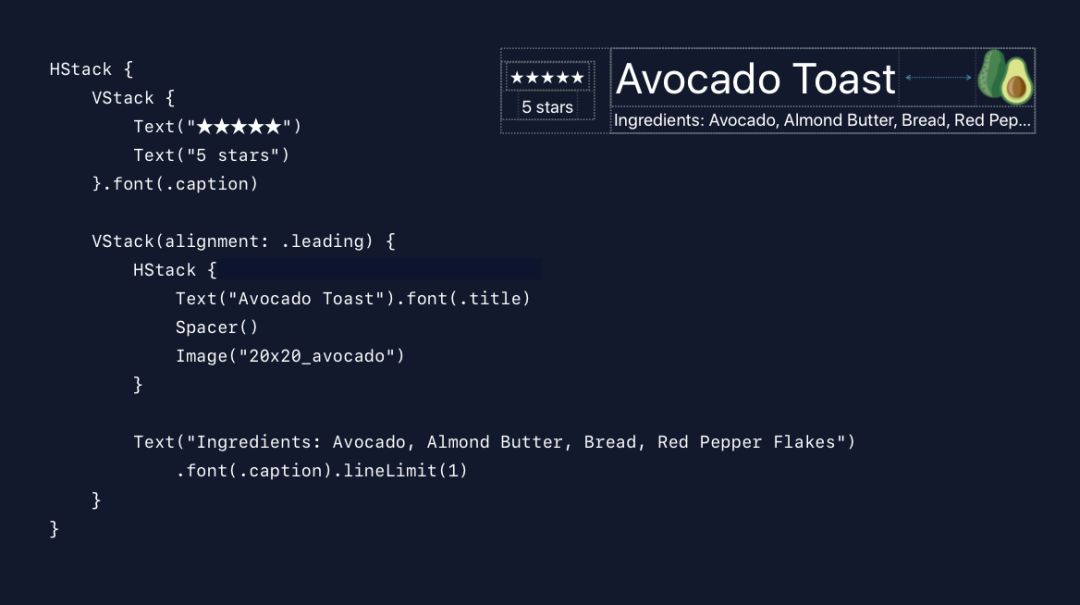 HStack {
VStack {
Text("★★★★★")
Text("5 stars")
}.font(.caption)
VStack(alignment: .leading) {
HStack {
Text("Avocado Toast").font(.title)
Spacer()
Image("20x20_avocado")
}
Text("Ingredients: Avocado, Almond Butter, Bread, Red Pepper Flakes")
.font(.caption).lineLimit(1)
}
}
★★★★★
5 stars
Avocado Toast
Ingredients: Avocado, Almond Butter, Bread, Red Pep...